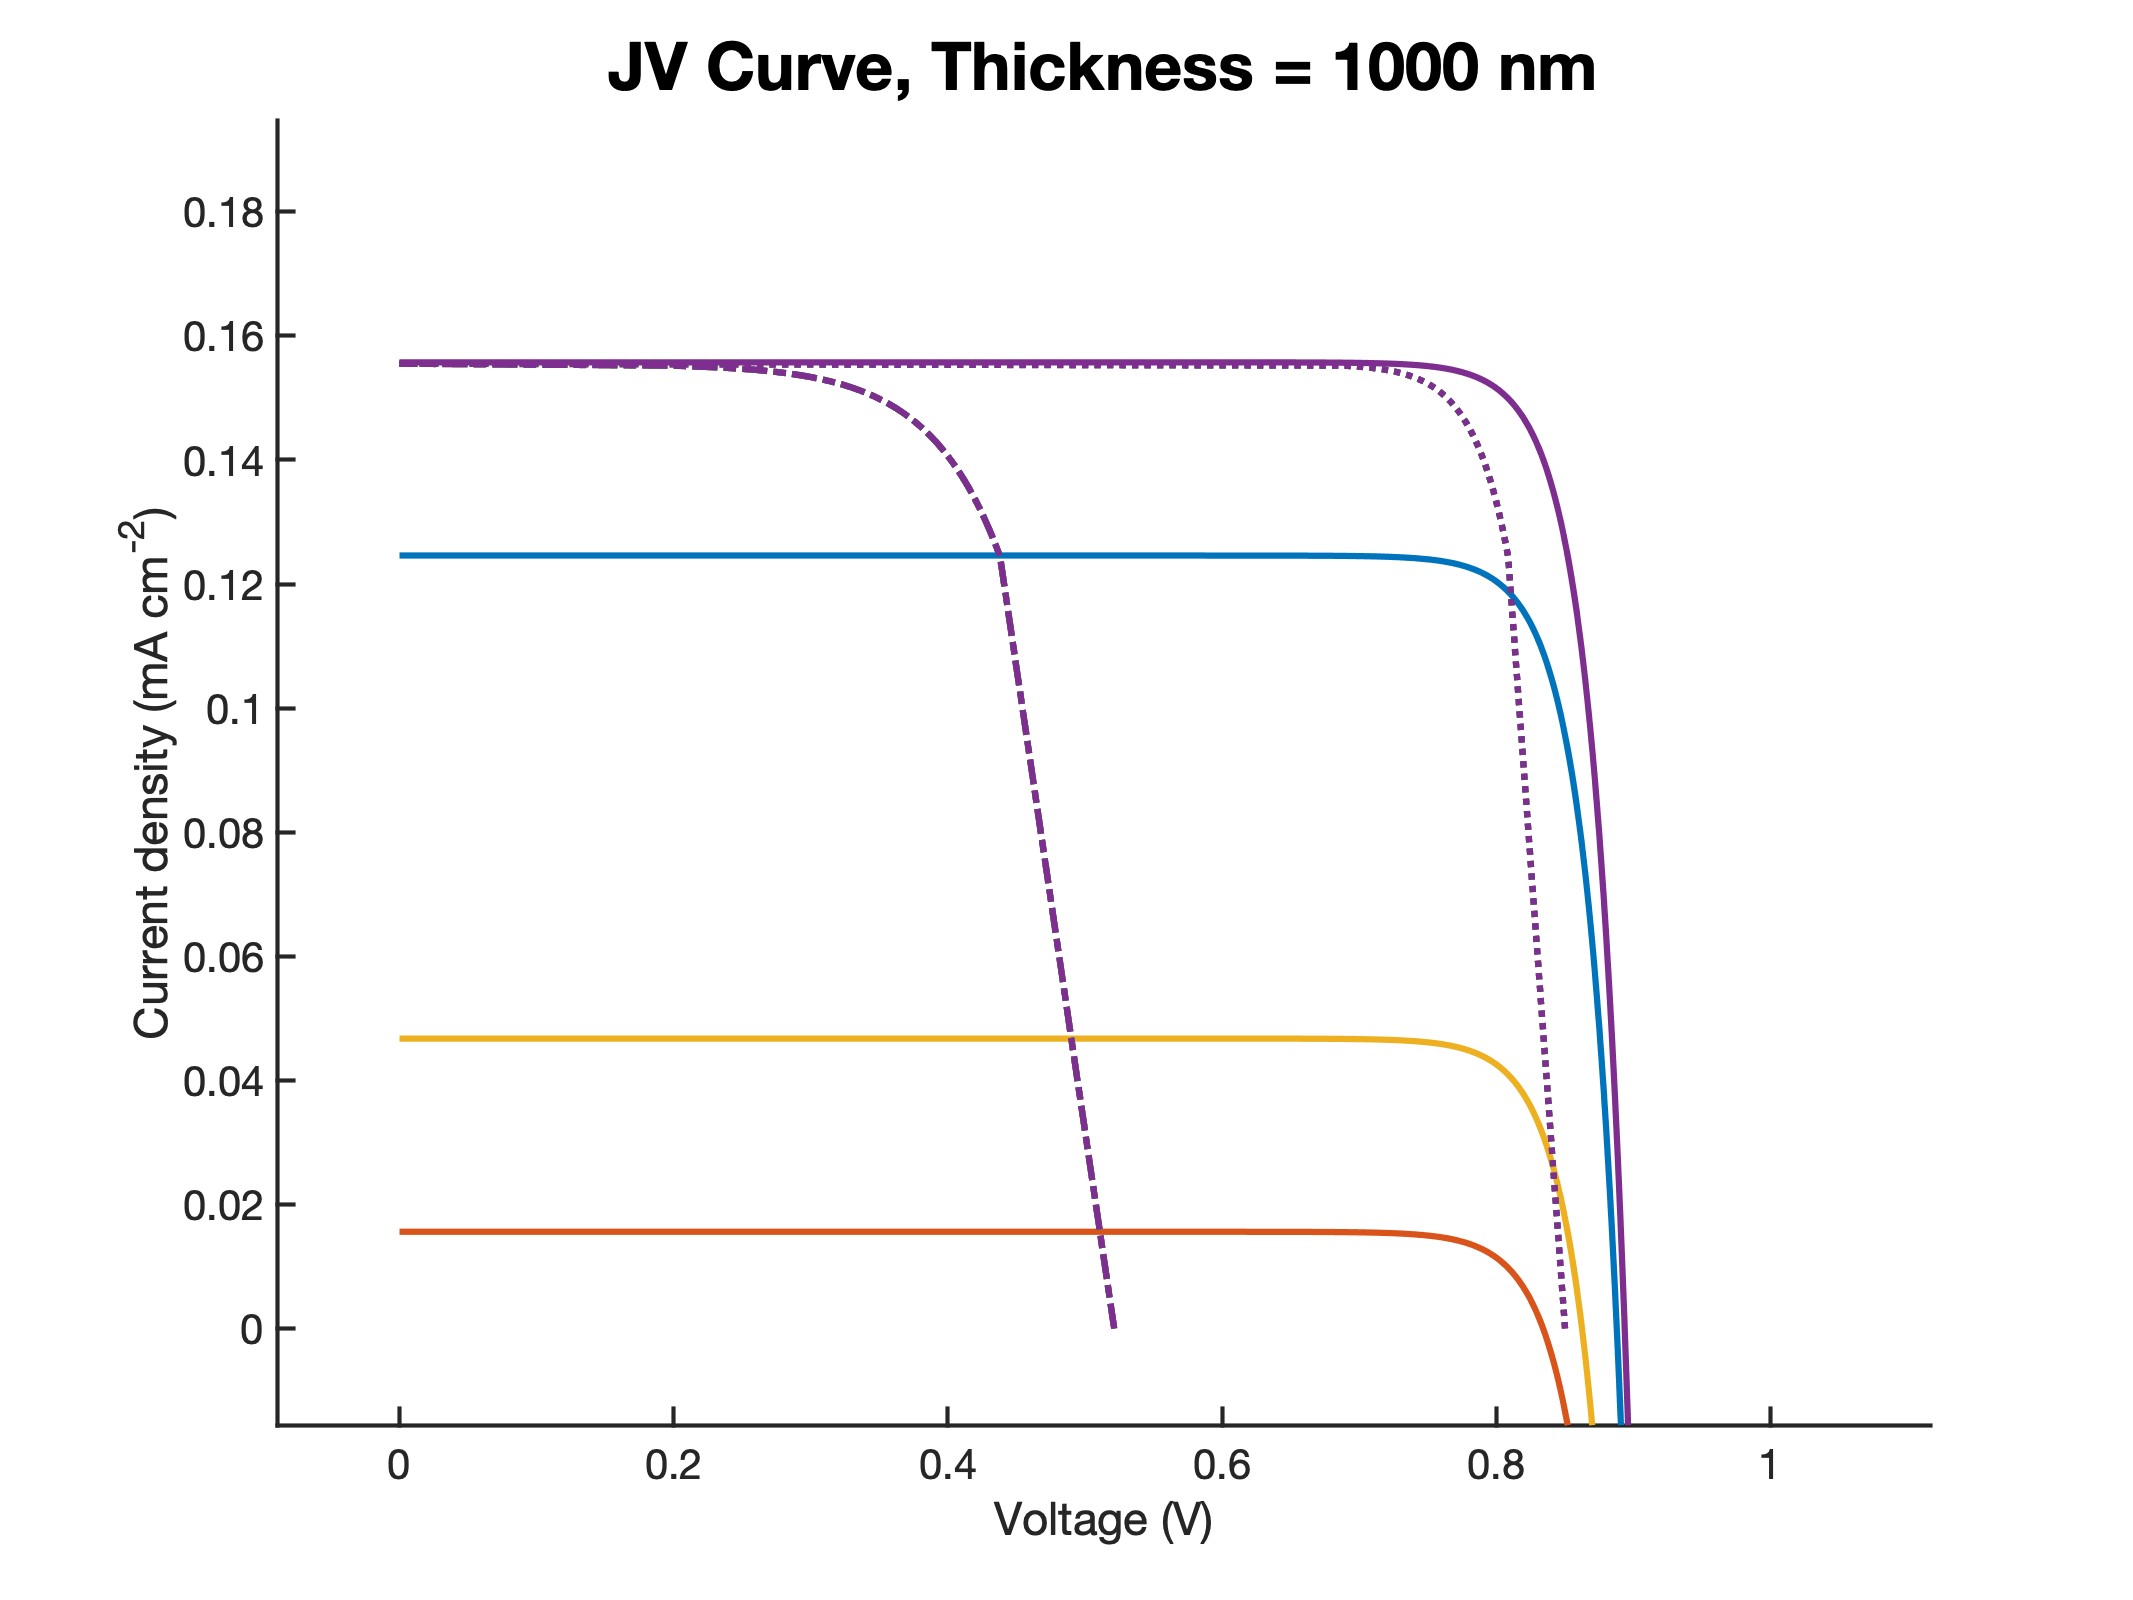 JV Curve, Thickness = 1000 nm
Current density (mA cm-2)
0.18
0.16
0.14
0.12
0.1
0.08
0.06
0.04
0.02
0
0 0.2 0.4 0.6 0.8 1
Voltage (V)